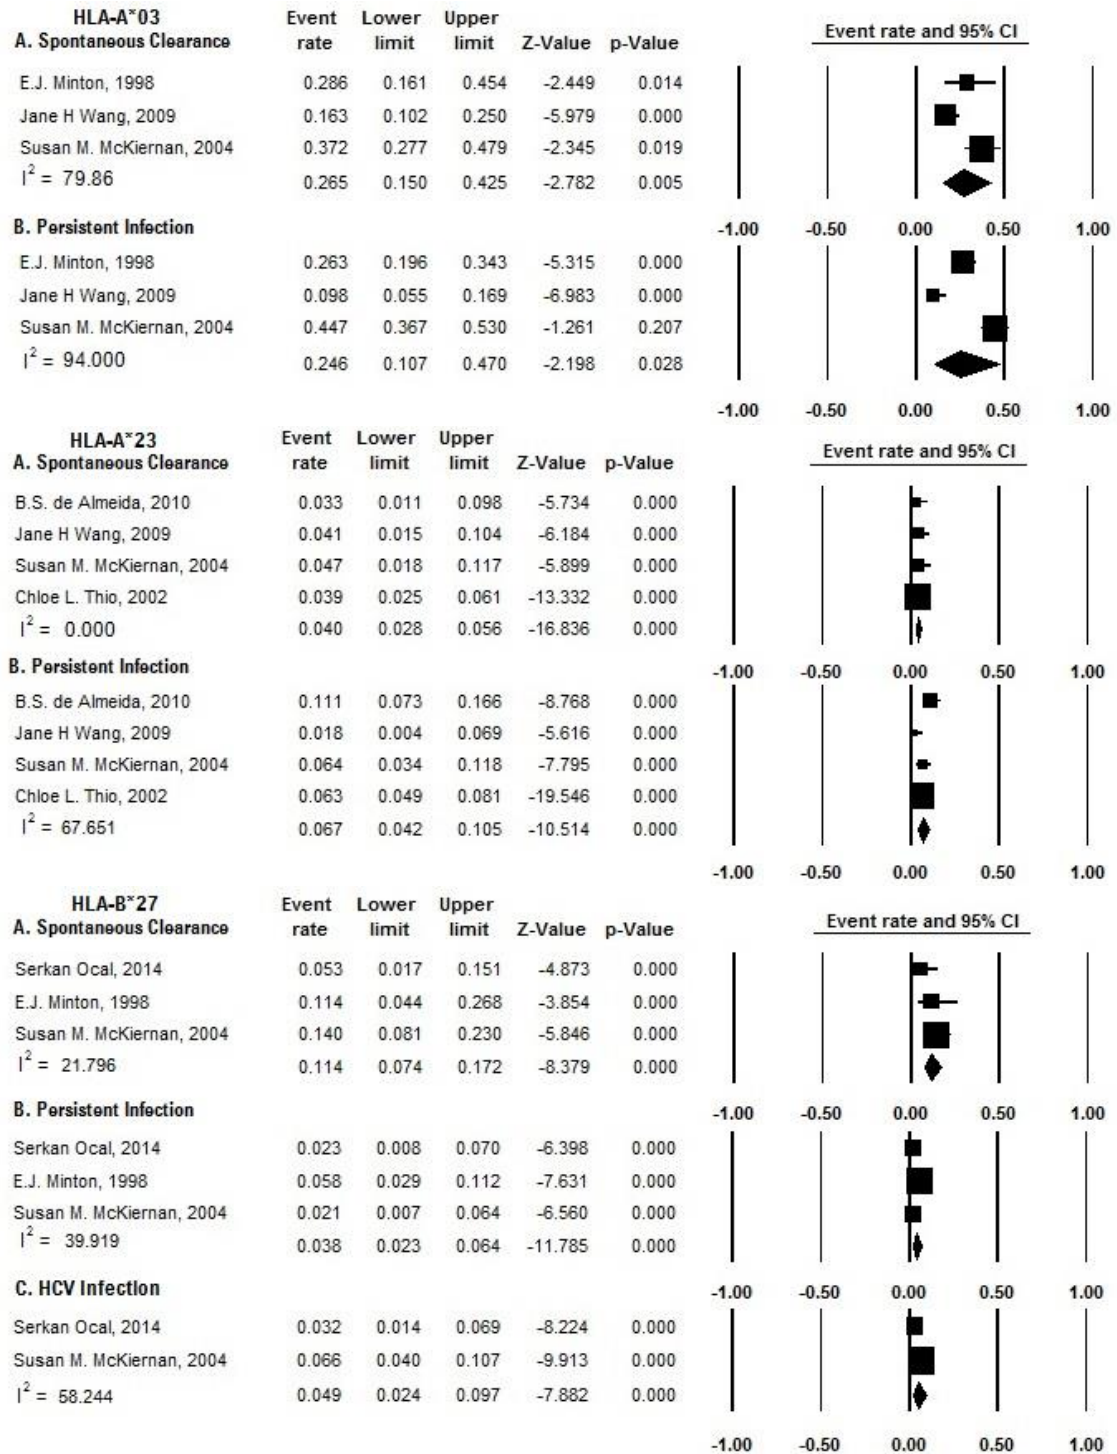 HLA-A*03 Event Lower Upper
A. Spontaneous Clearance rate limit limit Z-Value p-Value Event rate and 95% CI
E.J. Minton, 1998 0.286 0.161 0.454 -2.449 0.014
Jane H Wang, 2009 0.163 0.102 0.250 -5.979 0.000
Susan M. McKiernan, 2004 0.372 0.277 0.479 -2.345 0.019
I² = 79.86 0.265 0.150 0.425 -2.782 0.005
B. Persistent Infection -1.00 -0.50 0.00 0.50 1.00
E.J. Minton, 1998 0.263 0.196 0.343 -5.315 0.000
Jane H Wang, 2009 0.098 0.055 0.169 -6.983 0.000
Susan M. McKiernan, 2004 0.447 0.367 0.530 -1.261 0.207
I² = 94.000 0.246 0.107 0.470 -2.198 0.028
-1.00 -0.50 0.00 0.50 1.00
HLA-A*23 Event Lower Upper
A. Spontaneous Clearance rate limit limit Z-Value p-Value Event rate and 95% CI
B.S. de Almeida, 2010 0.033 0.011 0.098 -5.734 0.000
Jane H Wang, 2009 0.041 0.015 0.104 -6.184 0.000
Susan M. McKiernan, 2004 0.047 0.018 0.117 -5.899 0.000
Chloe L. Thio, 2002 0.039 0.025 0.061 -13.332 0.000
I² = 0.000 0.040 0.028 0.056 -16.836 0.000
B. Persistent Infection -1.00 -0.50 0.00 0.50 1.00
B.S. de Almeida, 2010 0.111 0.073 0.166 -8.768 0.000
Jane H Wang, 2009 0.018 0.004 0.069 -5.616 0.000
Susan M. McKiernan, 2004 0.064 0.034 0.118 -7.795 0.000
Chloe L. Thio, 2002 0.063 0.049 0.081 -19.546 0.000
I² = 67.651 0.067 0.042 0.105 -10.514 0.000
-1.00 -0.50 0.00 0.50 1.00
HLA-B*27 Event Lower Upper
A. Spontaneous Clearance rate limit limit Z-Value p-Value Event rate and 95% CI
Serkan Ocal, 2014 0.053 0.017 0.151 -4.873 0.000
E.J. Minton, 1998 0.114 0.044 0.268 -3.854 0.000
Susan M. McKiernan, 2004 0.140 0.081 0.230 -5.846 0.000
I² = 21.796 0.114 0.074 0.172 -8.379 0.000
B. Persistent Infection -1.00 -0.50 0.00 0.50 1.00
Serkan Ocal, 2014 0.023 0.008 0.070 -6.398 0.000
E.J. Minton, 1998 0.058 0.029 0.112 -7.631 0.000
Susan M. McKiernan, 2004 0.021 0.007 0.064 -6.560 0.000
I² = 39.919 0.038 0.023 0.064 -11.785 0.000
C. HCV Infection -1.00 -0.50 0.00 0.50 1.00
Serkan Ocal, 2014 0.032 0.014 0.069 -8.224 0.000
Susan M. McKiernan, 2004 0.066 0.040 0.107 -9.913 0.000
I² = 58.244 0.049 0.024 0.097 -7.882 0.000
-1.00 -0.50 0.00 0.50 1.00